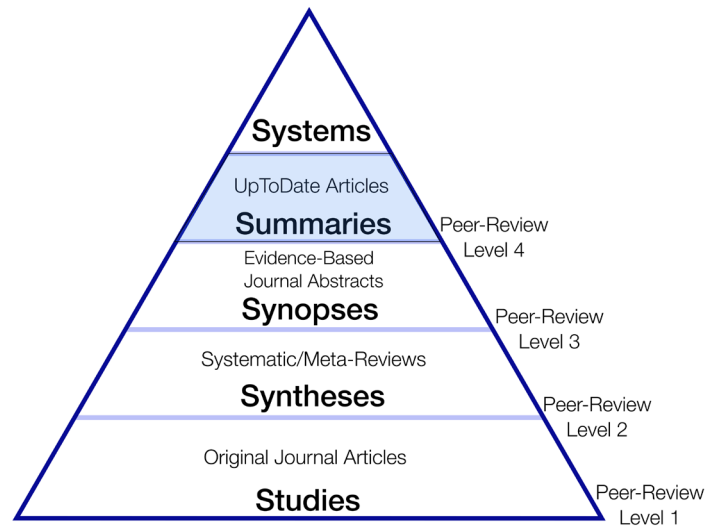 Systems
UpToDate Articles
Summaries
Peer-Review
Level 4
Evidence-Based
Journal Abstracts
Synopses
Peer-Review
Level 3
Systematic/Meta-Reviews
Syntheses
Peer-Review
Level 2
Original Journal Articles
Studies
Peer-Review
Level 1